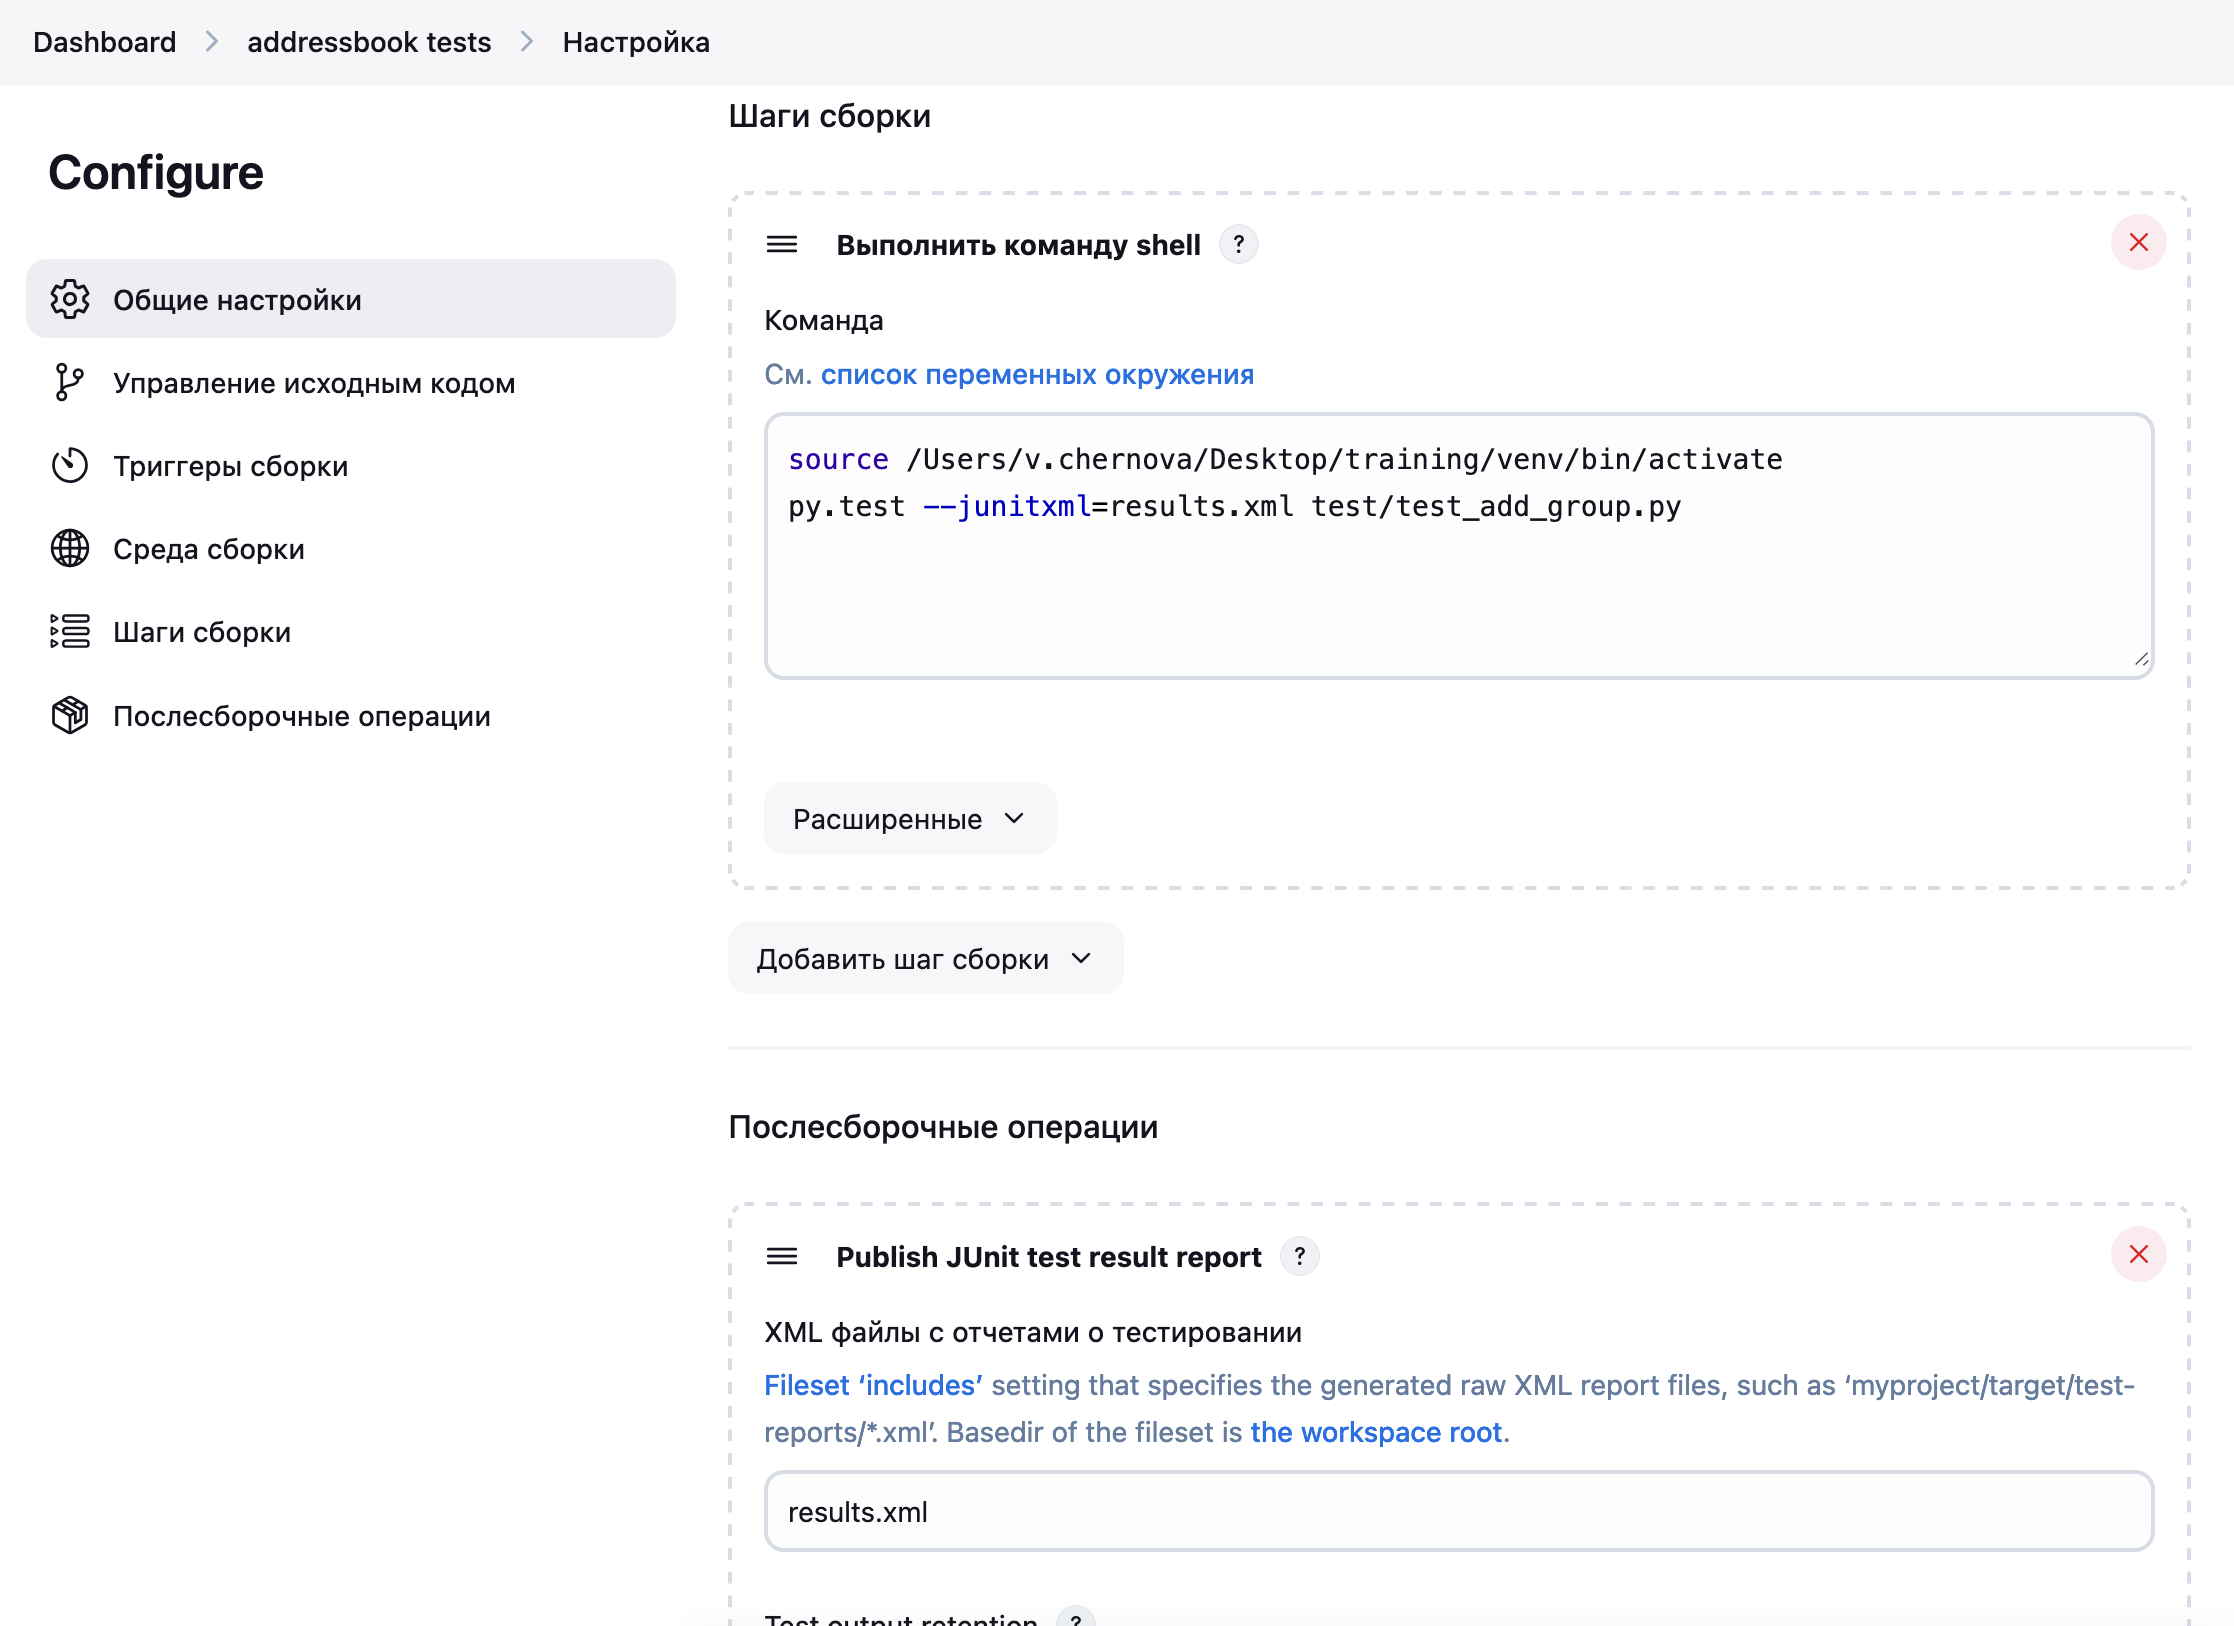 Dashboard > addressbook tests > Настройка
Configure
Общие настройки
Управление исходным кодом
Триггеры сборки
Среда сборки
Шаги сборки
Послесборочные операции
Шаги сборки
Выполнить команду shell ?
Команда
См. список переменных окружения
source /Users/v.chernova/Desktop/training/venv/bin/activate
py.test --junitxml=results.xml test/test_add_group.py
Расширенные
Добавить шаг сборки
Послесборочные операции
Publish JUnit test result report ?
XML файлы с отчетами о тестировании
Fileset ‘includes’ setting that specifies the generated raw XML report files, such as ‘myproject/target/test-
reports/*.xml’. Basedir of the fileset is the workspace root.
results.xml
Test output retention ?